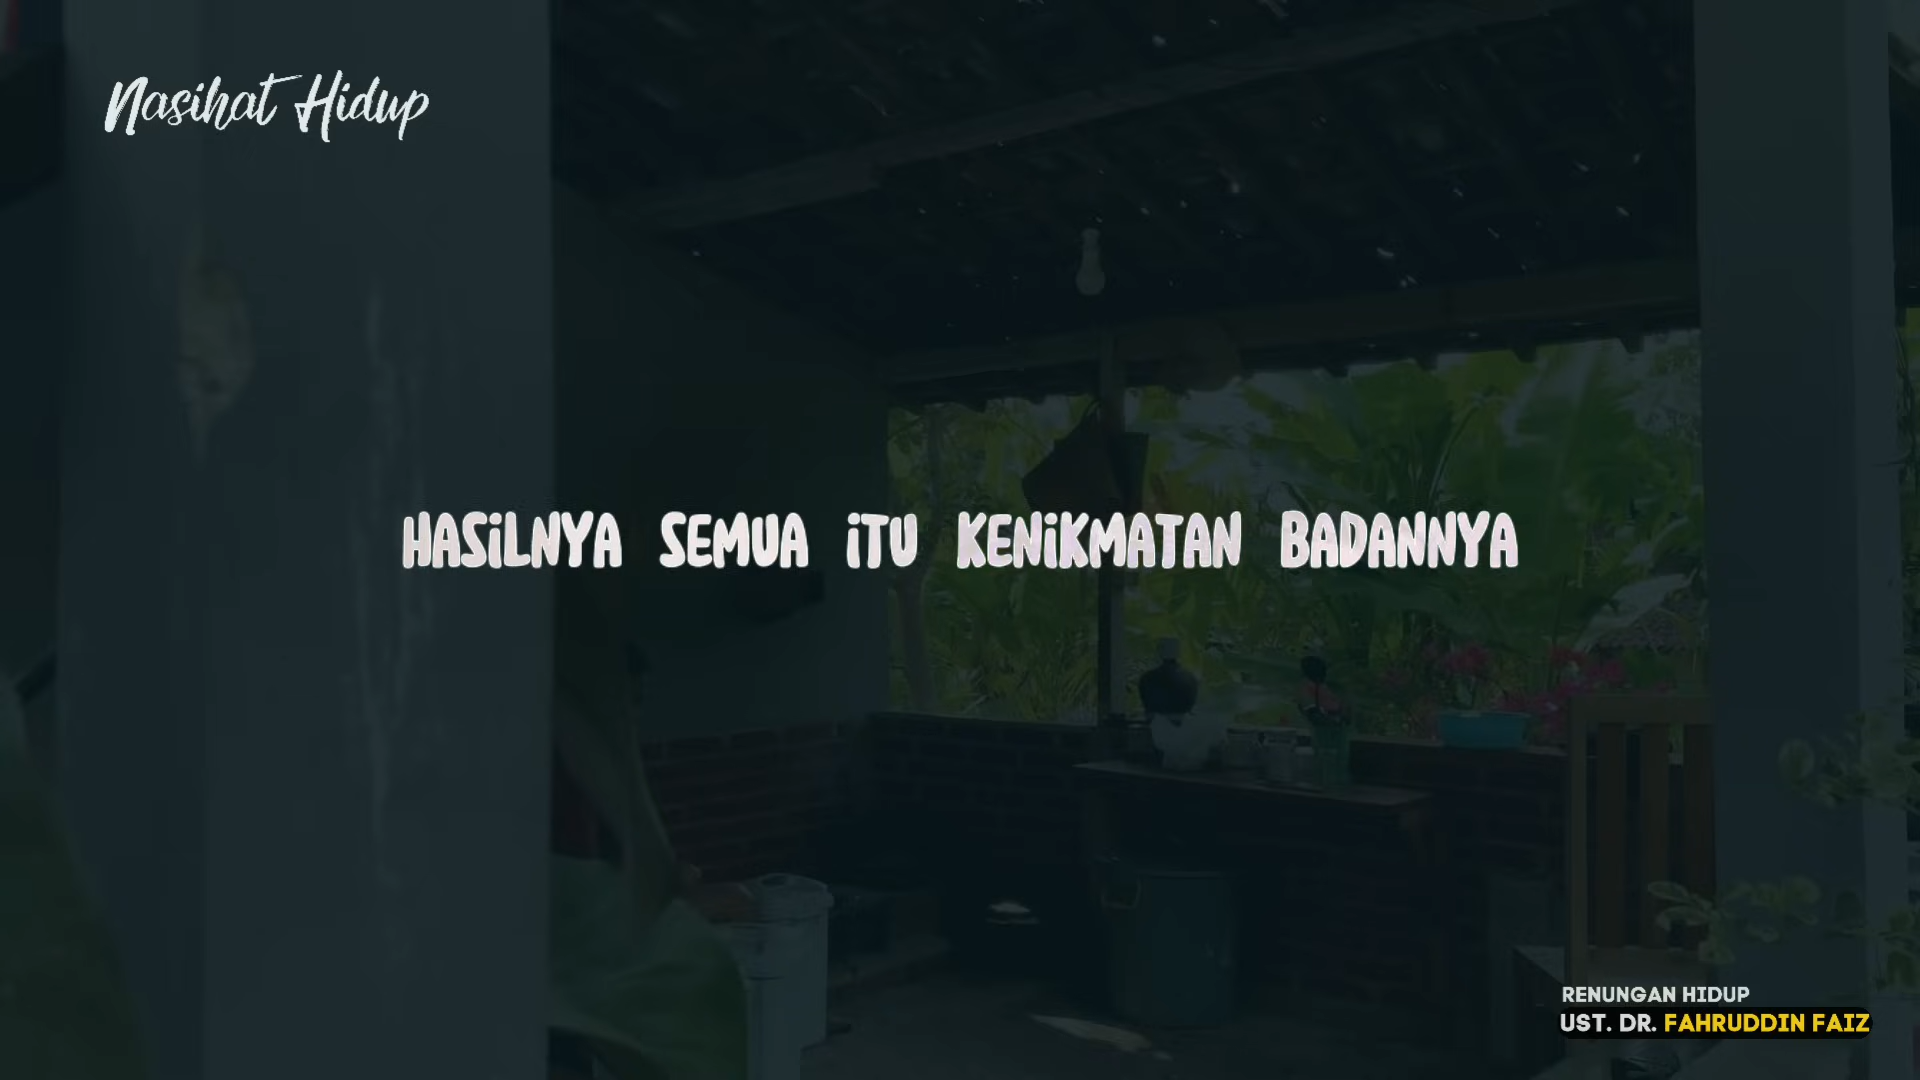 Nasihat Hidup
HASiLNYA SEMUA iTU KENiKMATAN BADANNYA
RENUNGAN HIDUP
UST. DR. FAHRUDDIN FAIZ